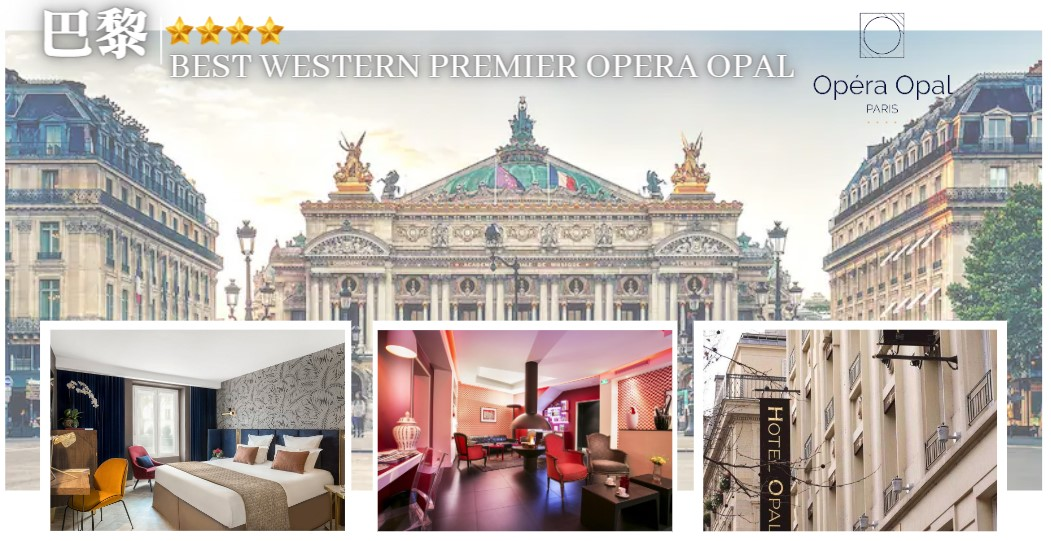 巴黎
BEST WESTERN PREMIER OPERA OPAL
Opéra Opal
PARIS
HOTEL OPAL